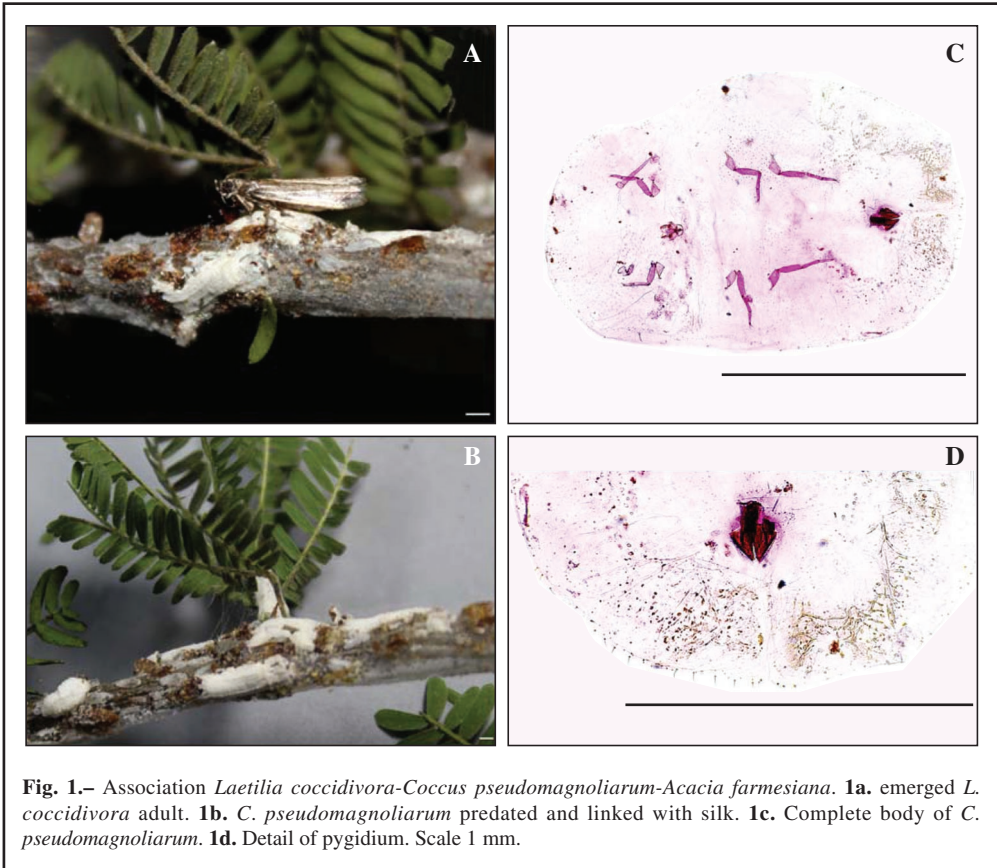 A
C
B
D
Fig. 1.– Association Laetilia coccidivora-Coccus pseudomagnoliarum-Acacia farmesiana. 1a. emerged L.
coccidivora adult. 1b. C. pseudomagnoliarum predated and linked with silk. 1c. Complete body of C.
pseudomagnoliarum. 1d. Detail of pygidium. Scale 1 mm.